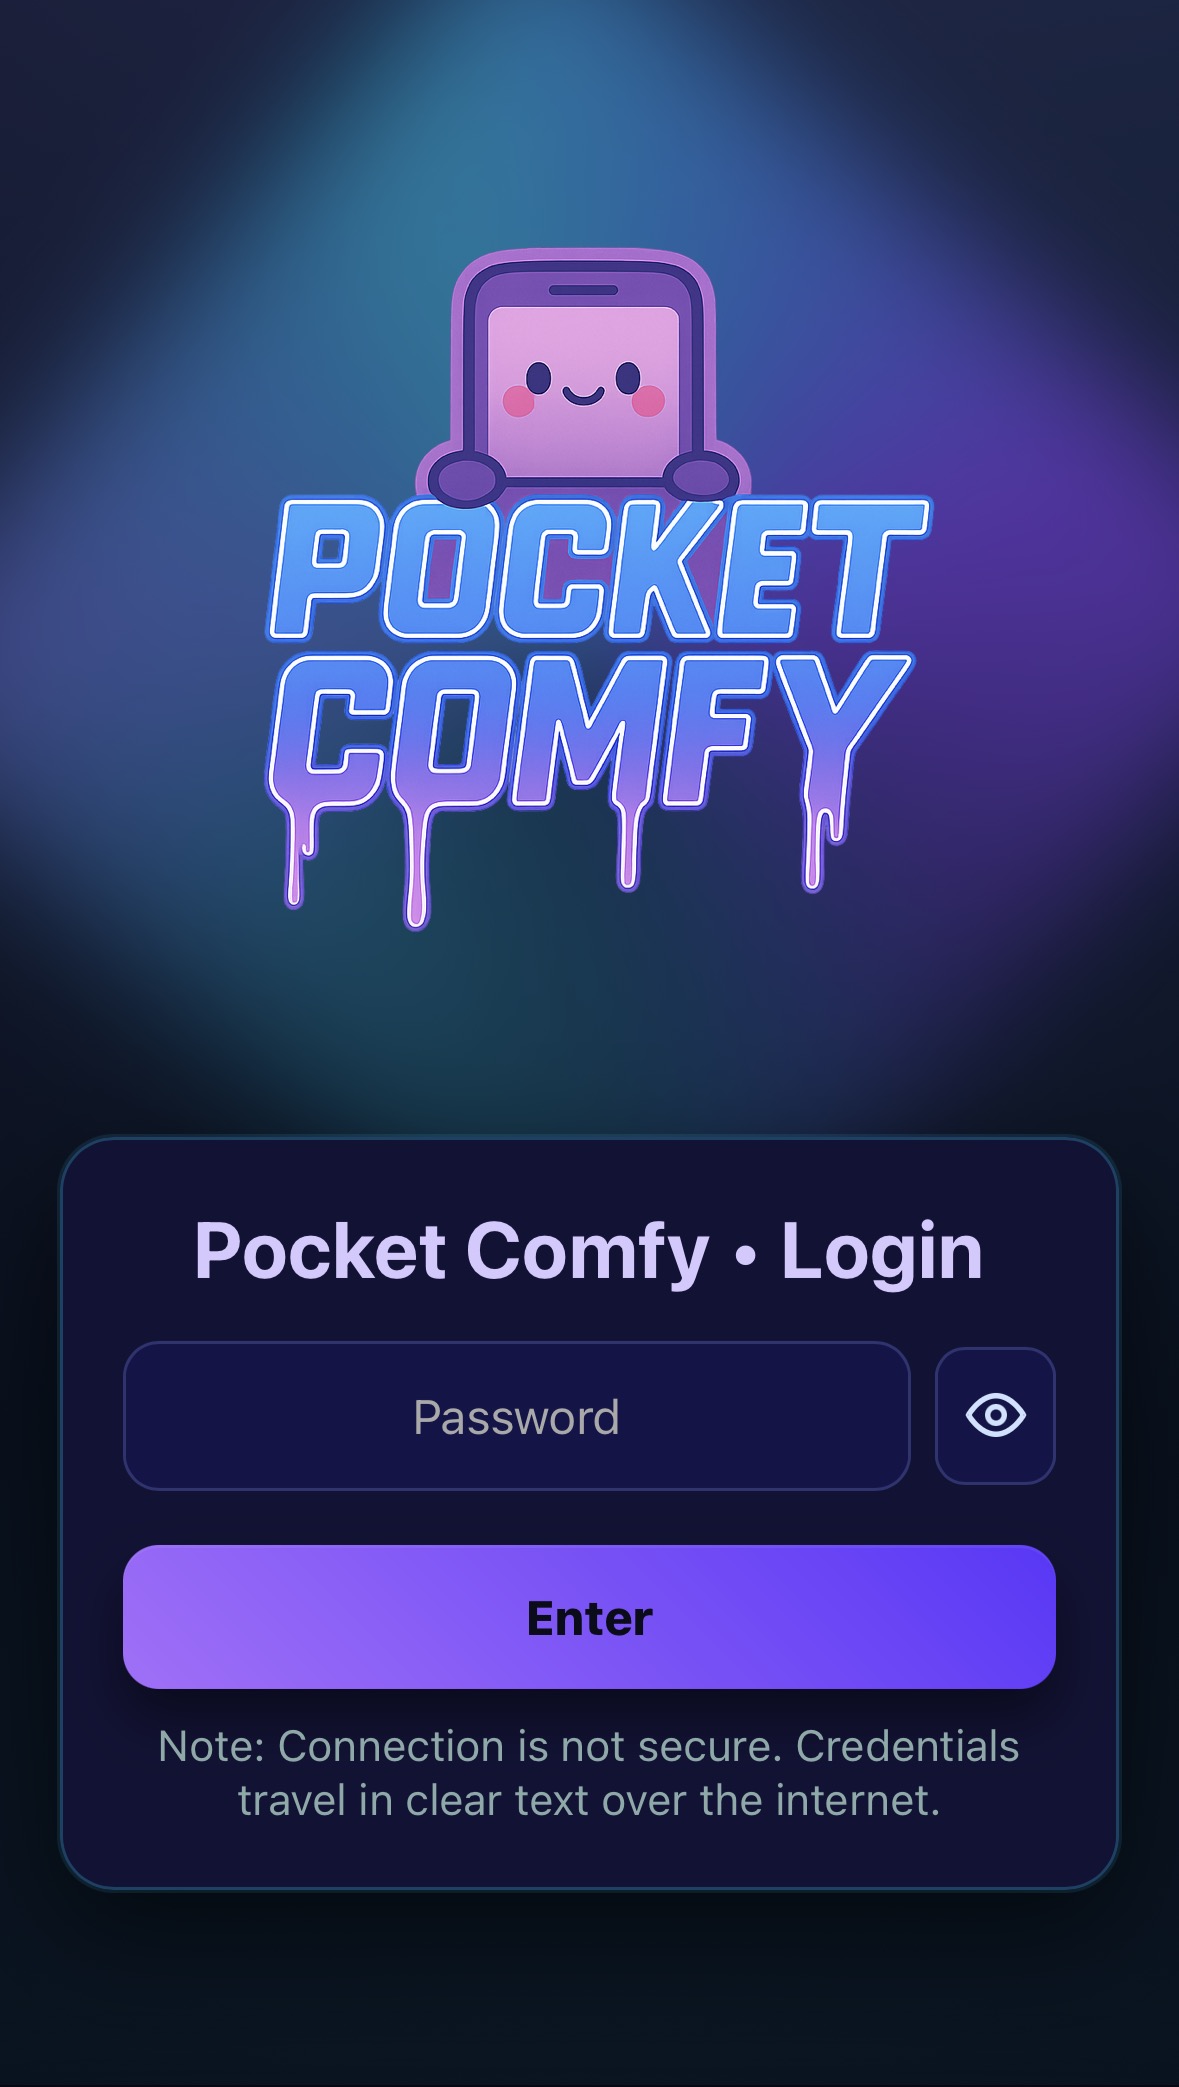 POCKET
COMFY
Pocket Comfy • Login
Password
Enter
Note: Connection is not secure. Credentials
travel in clear text over the internet.